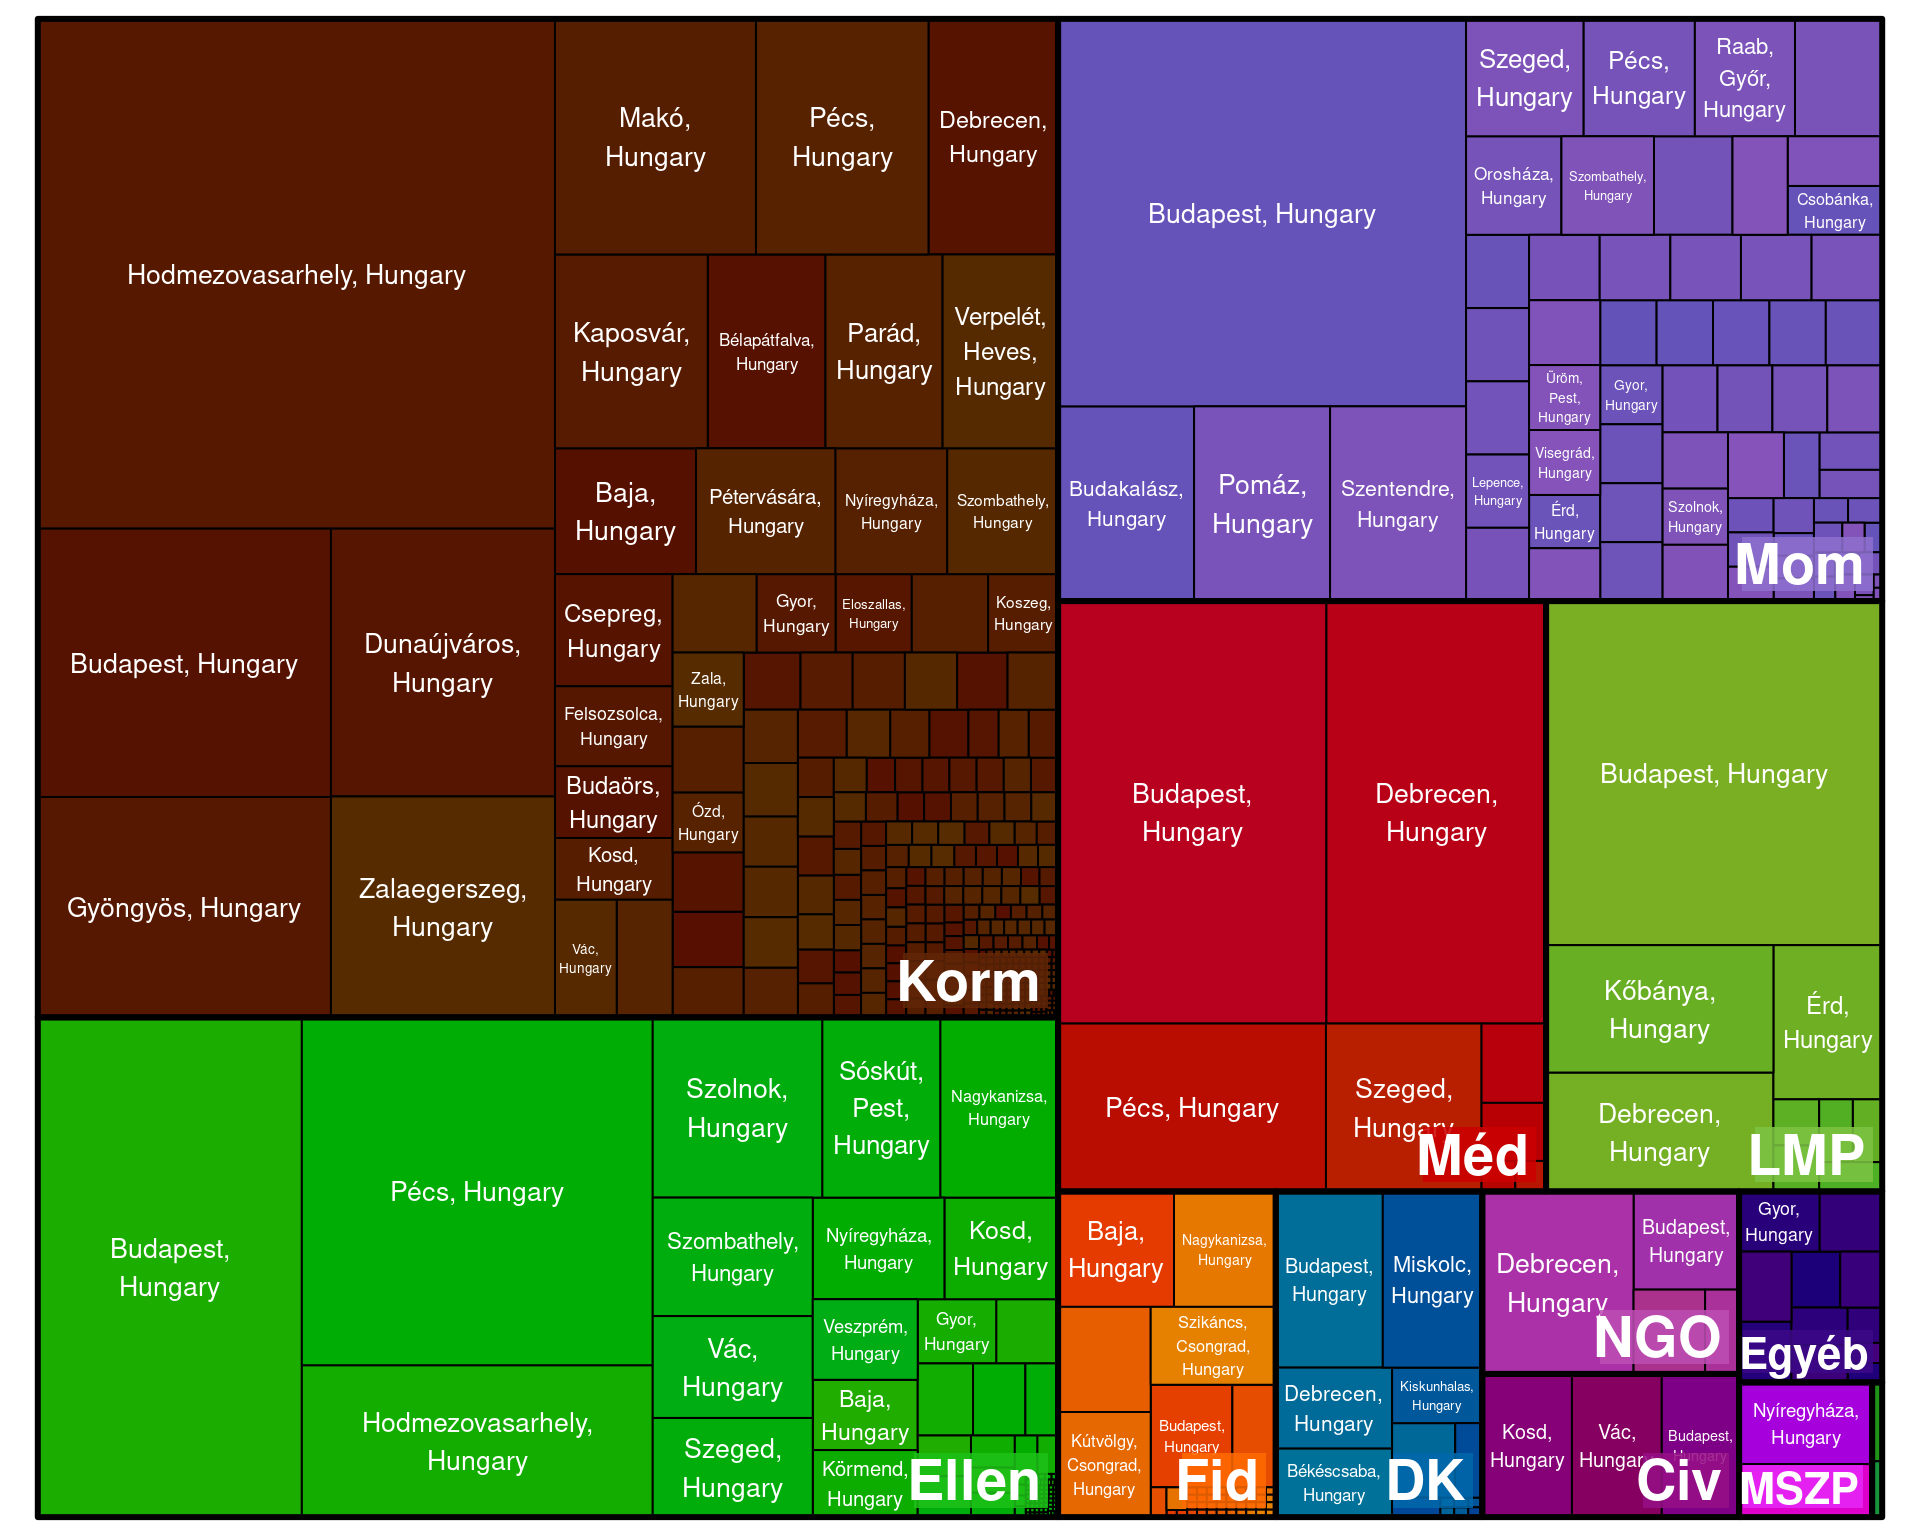 Hodmezovasarhely, Hungary
Makó,
Hungary
Pécs,
Hungary
Debrecen,
Hungary
Kaposvár,
Hungary
Bélapátfalva,
Hungary
Parád,
Hungary
Verpelét,
Heves,
Hungary
Baja,
Hungary
Pétervására,
Hungary
Nyíregyháza,
Hungary
Szombathely,
Hungary
Budapest, Hungary
Dunaújváros,
Hungary
Gyöngyös, Hungary
Zalaegerszeg,
Hungary
Csepreg,
Hungary
Gyor,
Hungary
Eloszallas,
Hungary
Koszeg,
Hungary
Zala,
Hungary
Felsozsolca,
Hungary
Budaörs,
Hungary
Ózd,
Hungary
Kosd,
Hungary
Vác,
Hungary
Korm
Budapest, Hungary
Szeged,
Hungary
Pécs,
Hungary
Raab,
Győr,
Hungary
Orosháza,
Hungary
Szombathely,
Hungary
Csobánka,
Hungary
Budakalász,
Hungary
Pomáz,
Hungary
Szentendre,
Hungary
Lepence,
Hungary
Üröm,
Pest,
Hungary
Gyor,
Hungary
Visegrád,
Hungary
Érd,
Hungary
Szolnok,
Hungary
Mom
Budapest,
Hungary
Debrecen,
Hungary
Pécs, Hungary
Szeged,
Hungary
Méd
Budapest, Hungary
Kőbánya,
Hungary
Érd,
Hungary
Debrecen,
Hungary
LMP
Budapest,
Hungary
Pécs, Hungary
Hodmezovasarhely,
Hungary
Szolnok,
Hungary
Sóskút,
Pest,
Hungary
Nagykanizsa,
Hungary
Szombathely,
Hungary
Nyíregyháza,
Hungary
Kosd,
Hungary
Vác,
Hungary
Veszprém,
Hungary
Gyor,
Hungary
Baja,
Hungary
Szeged,
Hungary
Körmend,
Hungary
Ellen
Baja,
Hungary
Nagykanizsa,
Hungary
Szikáncs,
Csongrad,
Hungary
Kútvölgy,
Csongrad,
Hungary
Budapest,
Hungary
Fid
Budapest,
Hungary
Miskolc,
Hungary
Debrecen,
Hungary
Kiskunhalas,
Hungary
Békéscsaba,
Hungary
DK
Debrecen,
Hungary
Budapest,
Hungary
NGO
Kosd,
Hungary
Vác,
Hungary
Budapest,
Hungary
Civ
Gyor,
Hungary
Egyéb
Nyíregyháza,
Hungary
MSZP